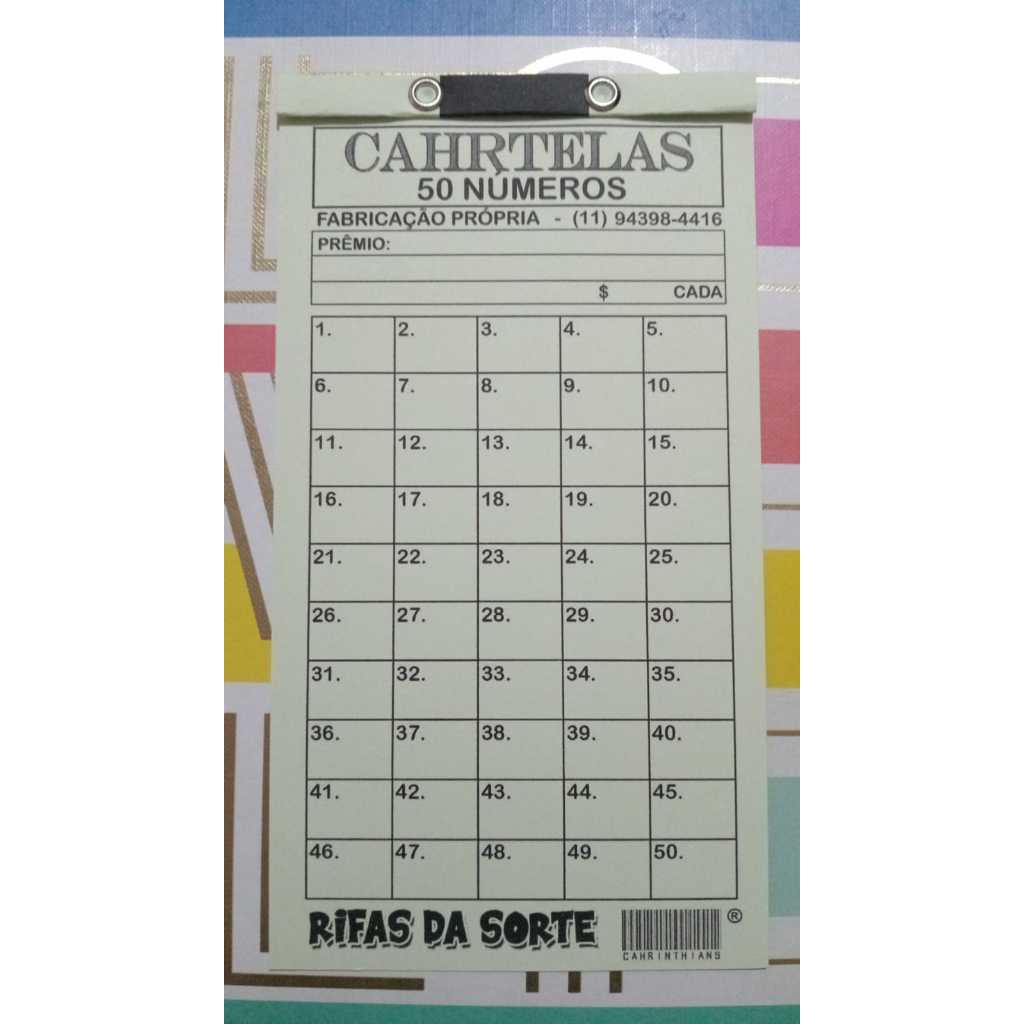 CAHRTELAS
50 NÚMEROS
FABRICAÇÃO PRÓPRIA - (11) 94398-4416
PRÊMIO:
$ CADA
1. 2. 3. 4. 5.
6. 7. 8. 9. 10.
11. 12. 13. 14. 15.
16. 17. 18. 19. 20.
21. 22. 23. 24. 25.
26. 27. 28. 29. 30.
31. 32. 33. 34. 35.
36. 37. 38. 39. 40.
41. 42. 43. 44. 45.
46. 47. 48. 49. 50.
RiFAS DA SORTE ®
CAHRINTHIANS